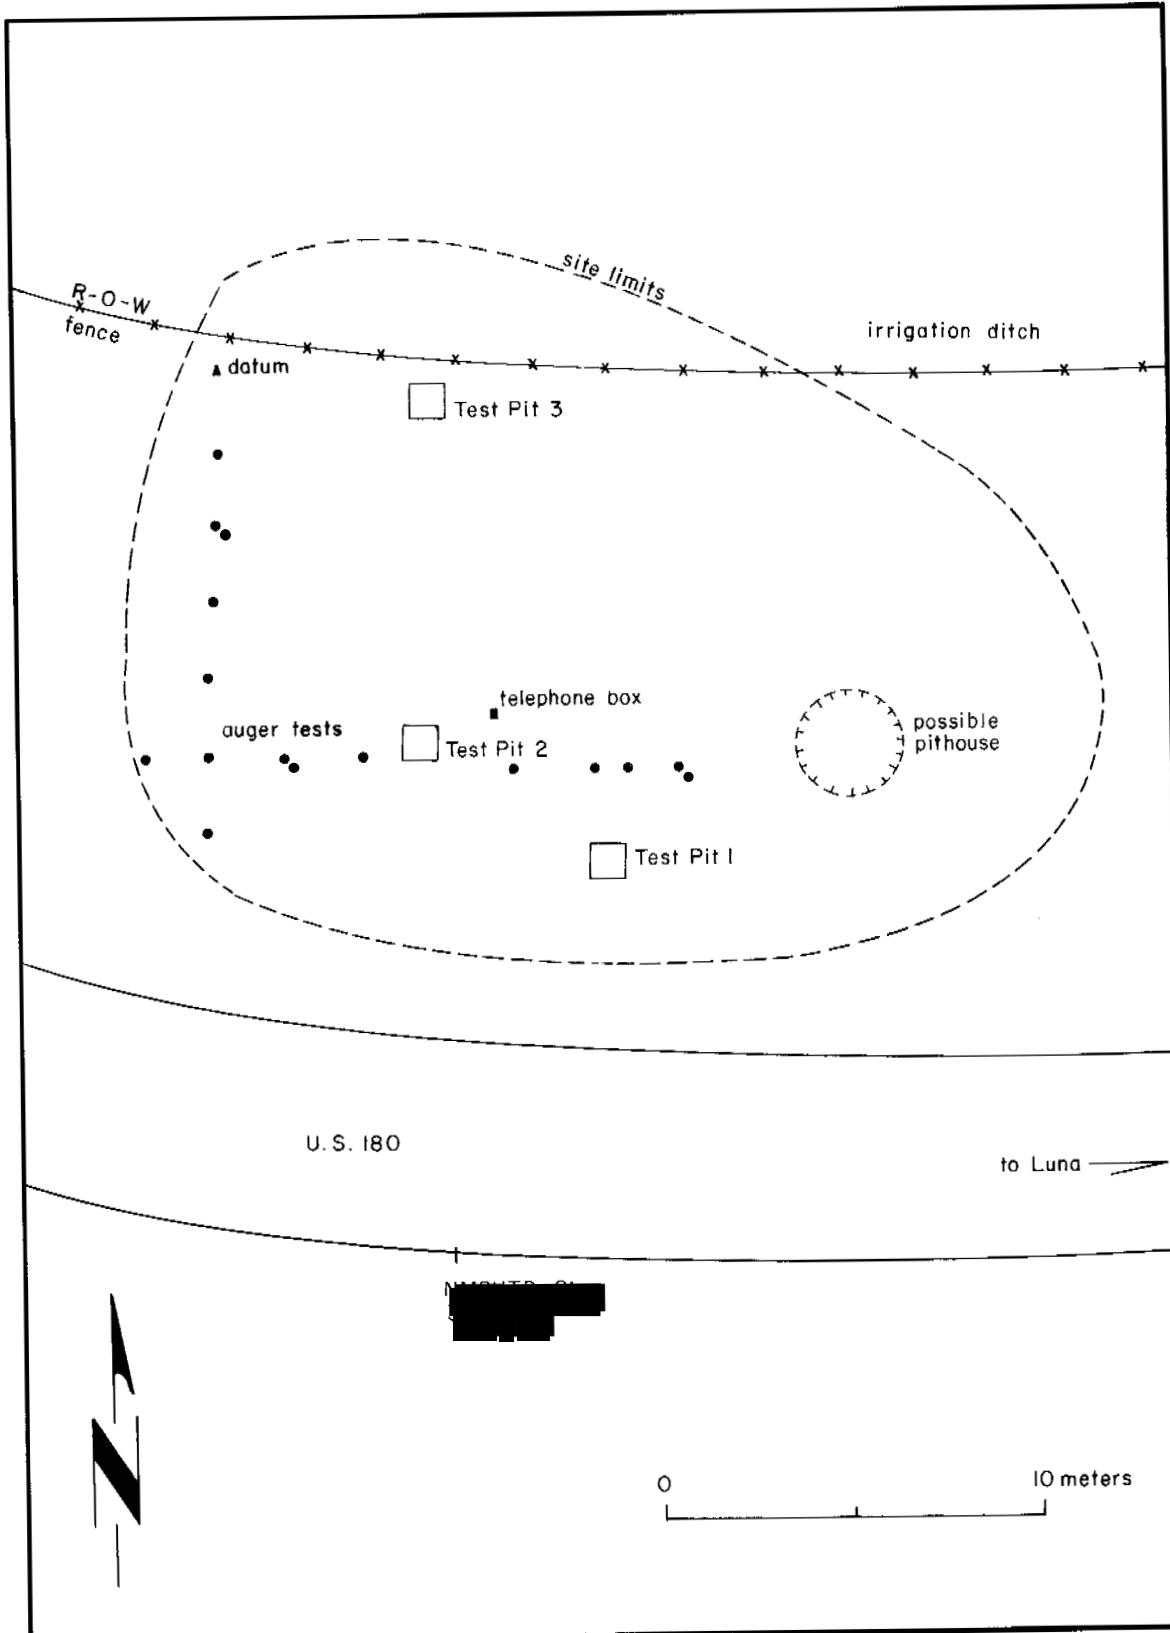 site limits
R-O-W
fence
irrigation ditch
datum
Test Pit 3
telephone box
auger tests
Test Pit 2
possible
pithouse
Test Pit 1
U.S. 180
to Luna
N
0
10 meters